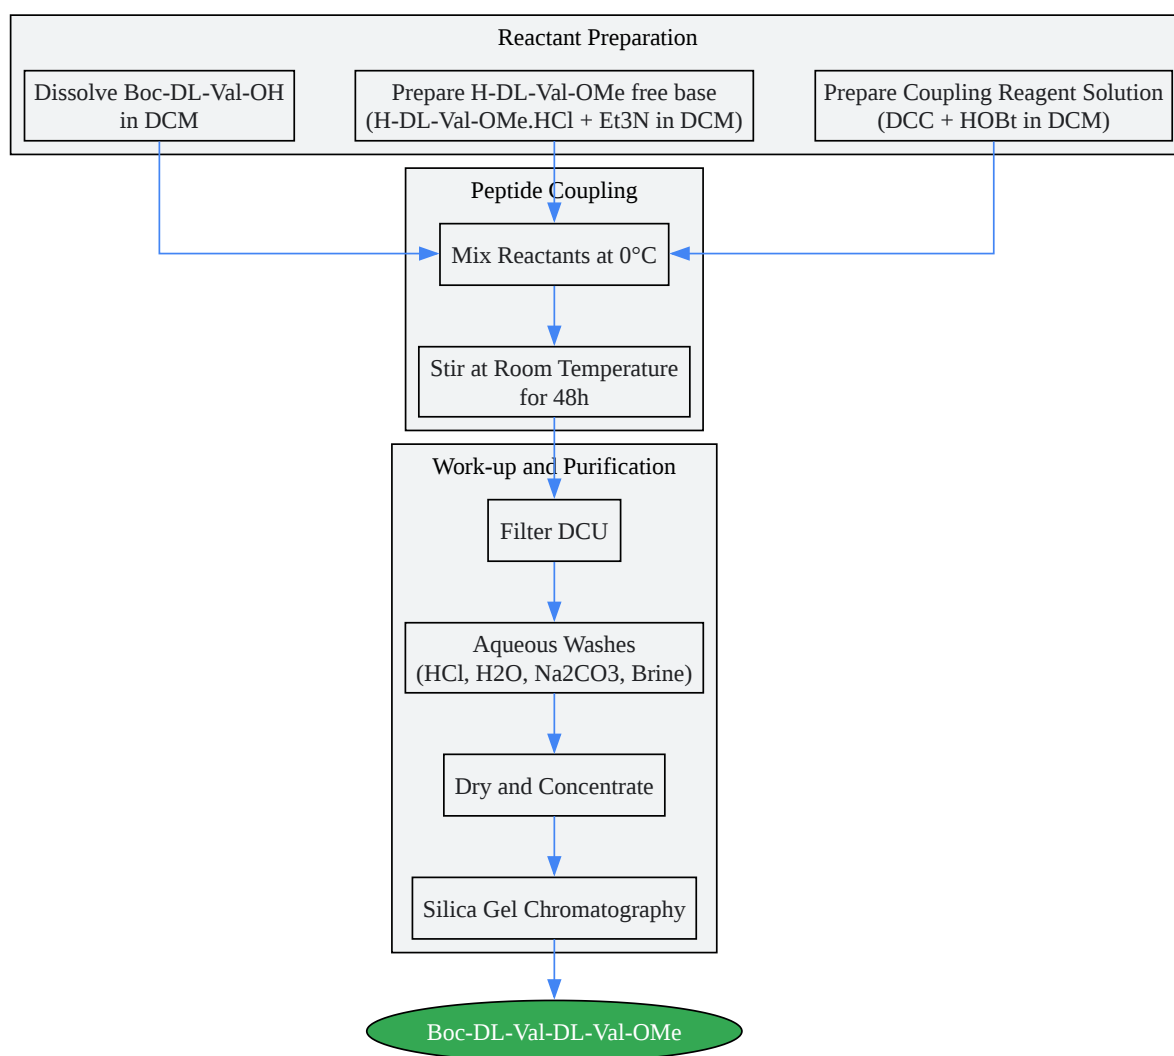 Reactant Preparation
Dissolve Boc-DL-Val-OH
in DCM
Prepare H-DL-Val-OMe free base
(H-DL-Val-OMe.HCl + Et3N in DCM)
Prepare Coupling Reagent Solution
(DCC + HOBt in DCM)
Peptide Coupling
Mix Reactants at 0°C
Stir at Room Temperature
for 48h
Work-up and Purification
Filter DCU
Aqueous Washes
(HCl, H2O, Na2CO3, Brine)
Dry and Concentrate
Silica Gel Chromatography
Boc-DL-Val-DL-Val-OMe